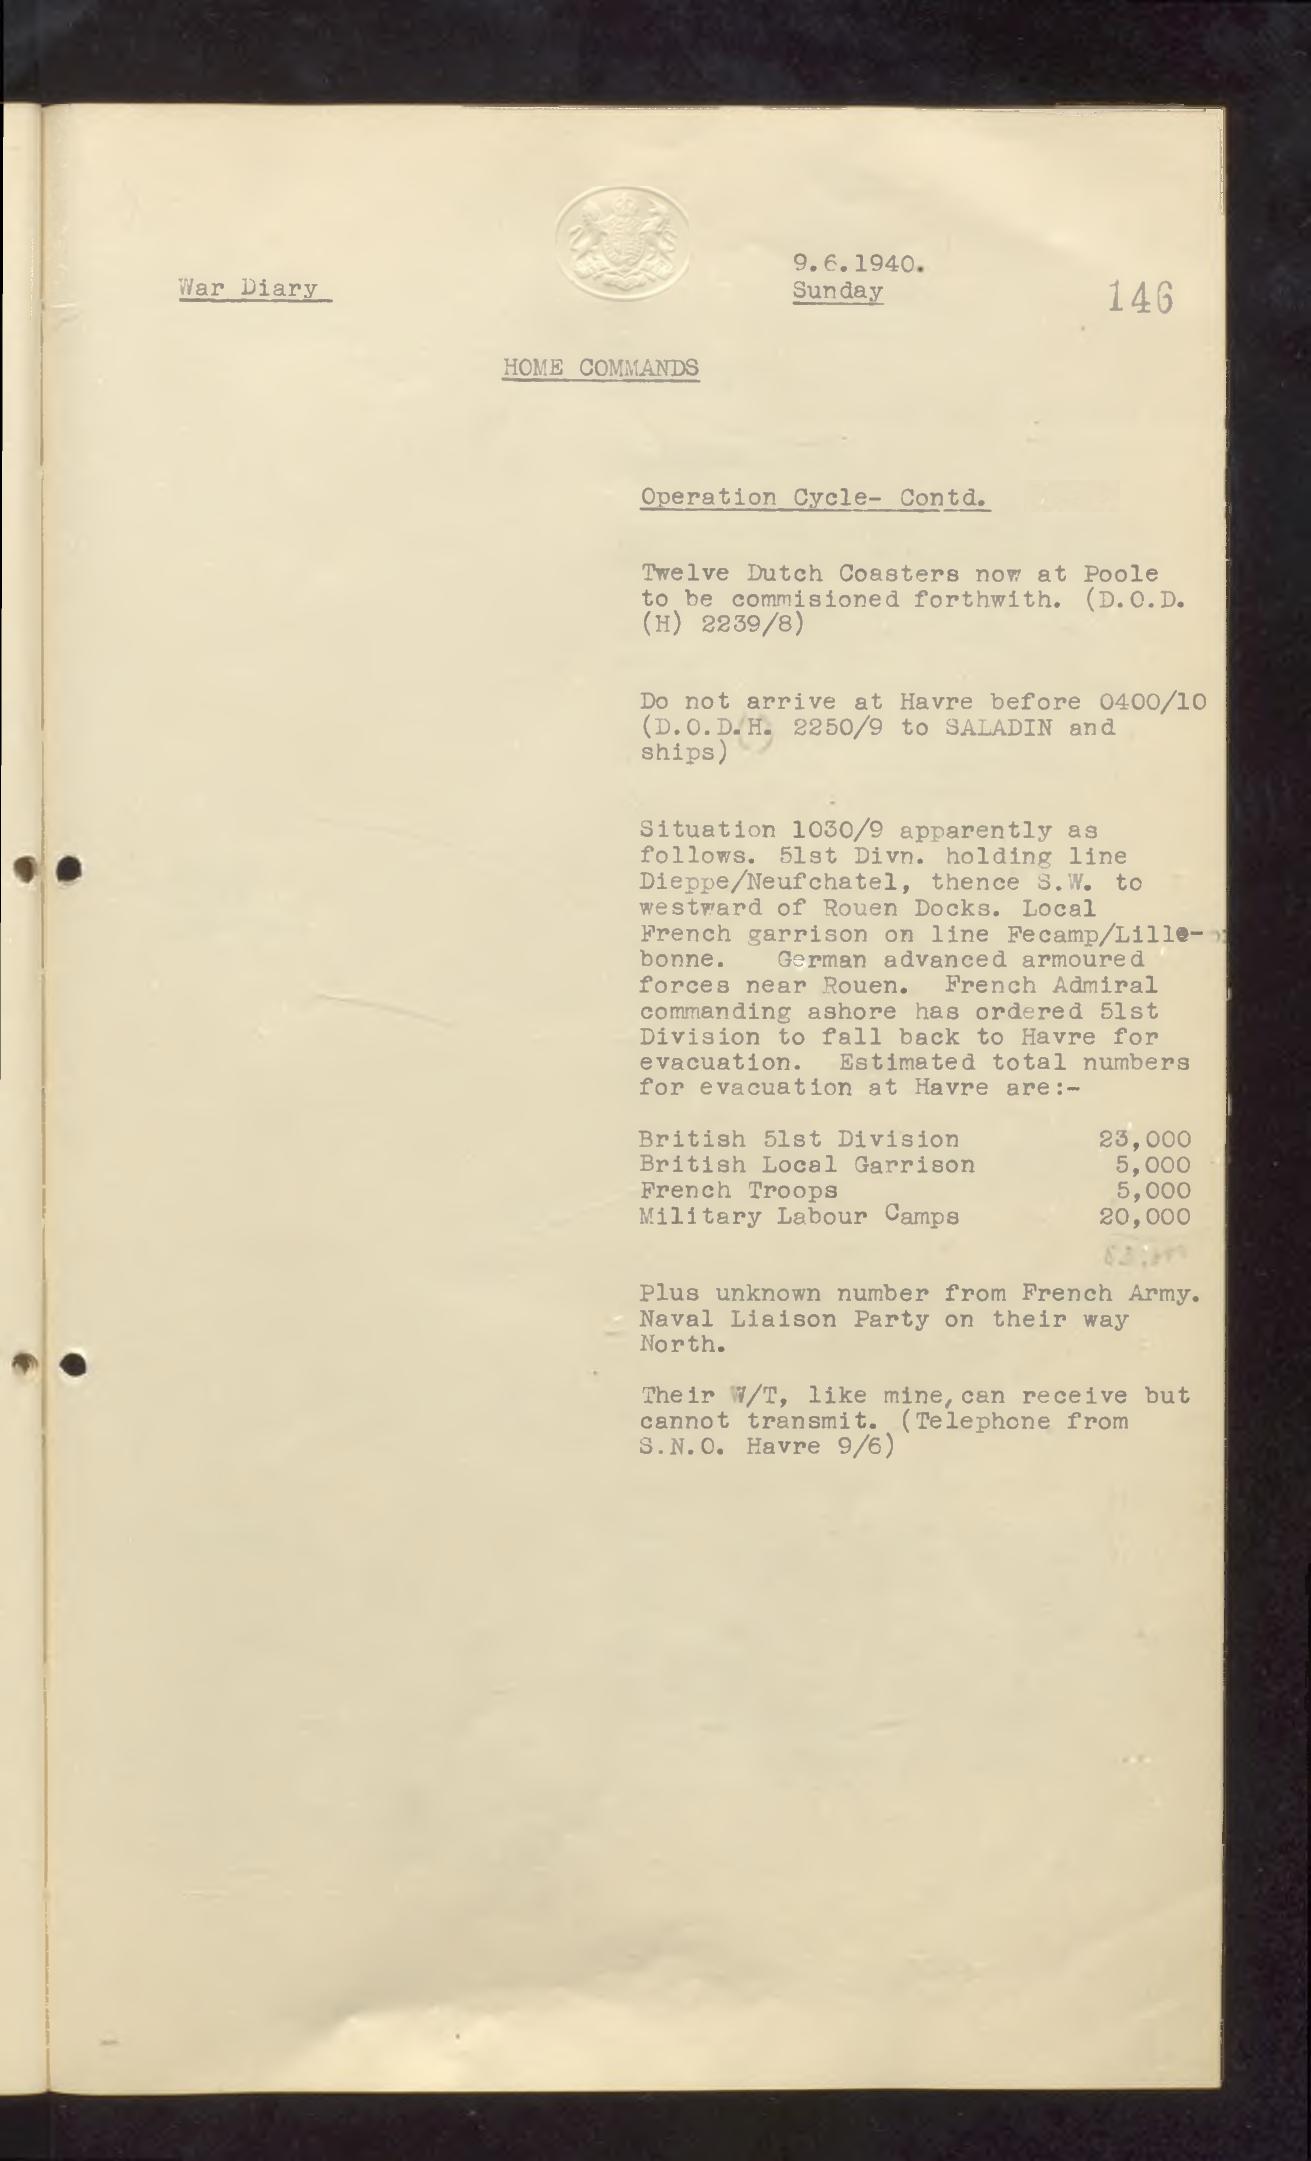 War Diary
9.6.1940.
Sunday
146
HOME COMMANDS
Operation Cycle- Contd.
Twelve Dutch Coasters now at Poole
to be commisioned forthwith. (D.O.D.
(H) 2239/8)
Do not arrive at Havre before 0400/10
(D.O.D.H. 2250/9 to SALADIN and
ships)
Situation 1030/9 apparently as
follows. 51st Divn. holding line
Dieppe/Neufchatel, thence S.W. to
westward of Rouen Docks. Local
French garrison on line Fecamp/Lille-
bonne. German advanced armoured
forces near Rouen. French Admiral
commanding ashore has ordered 51st
Division to fall back to Havre for
evacuation. Estimated total numbers
for evacuation at Havre are:-
British 51st Division 23,000
British Local Garrison 5,000
French Troops 5,000
Military Labour Camps 20,000
Plus unknown number from French Army.
Naval Liaison Party on their way
North.
Their W/T, like mine, can receive but
cannot transmit. (Telephone from
S.N.O. Havre 9/6)